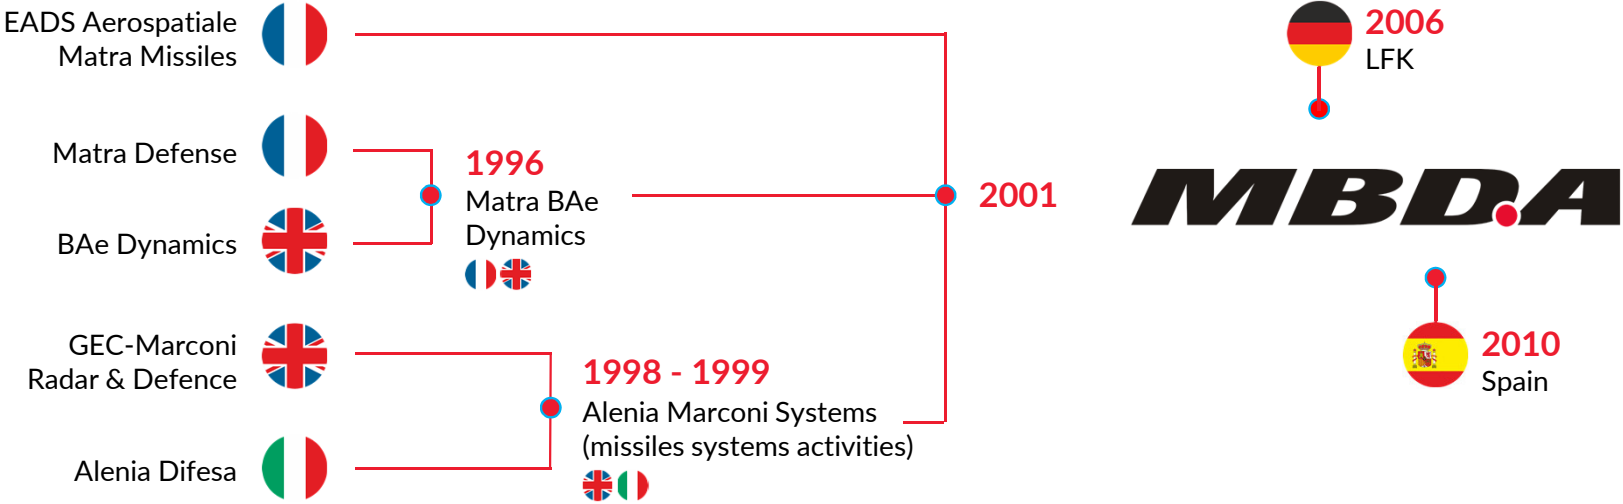 EADS Aerospatiale
Matra Missiles
Matra Defense
BAe Dynamics
GEC-Marconi
Radar & Defence
Alenia Difesa
1996
Matra BAe
Dynamics
1998 - 1999
Alenia Marconi Systems
(missiles systems activities)
2001
2006
LFK
MBDA
2010
Spain